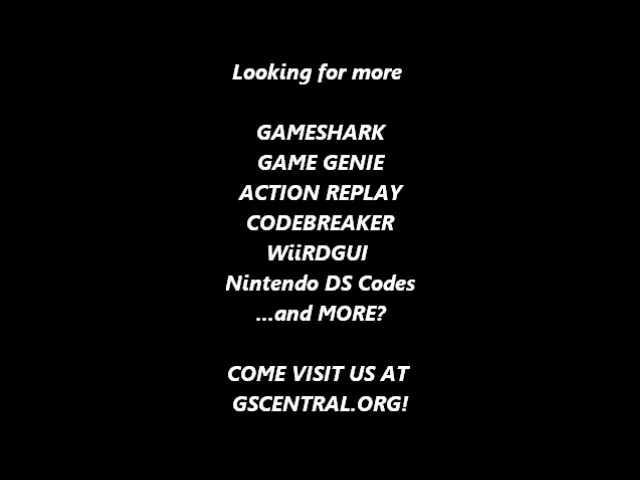 Looking for more
GAMESHARK
GAME GENIE
ACTION REPLAY
CODEBREAKER
WiiRDGUI
Nintendo DS Codes
...and MORE?
COME VISIT US AT
GSCENTRAL.ORG!